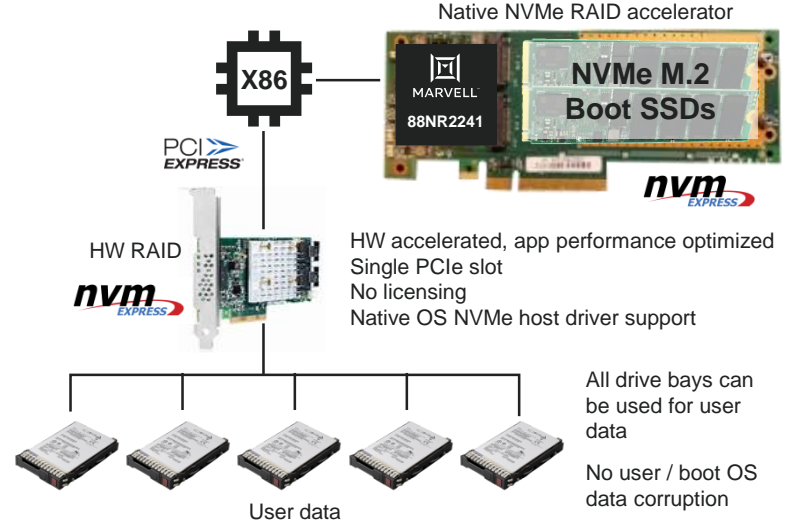 Native NVMe RAID accelerator
X86
MARVELL
88NR2241
NVMe M.2
Boot SSDs
PCI
EXPRESS
nvm
EXPRESS
HW RAID
nvm
EXPRESS
HW accelerated, app performance optimized
Single PCIe slot
No licensing
Native OS NVMe host driver support
All drive bays can
be used for user
data
No user / boot OS
data corruption
User data